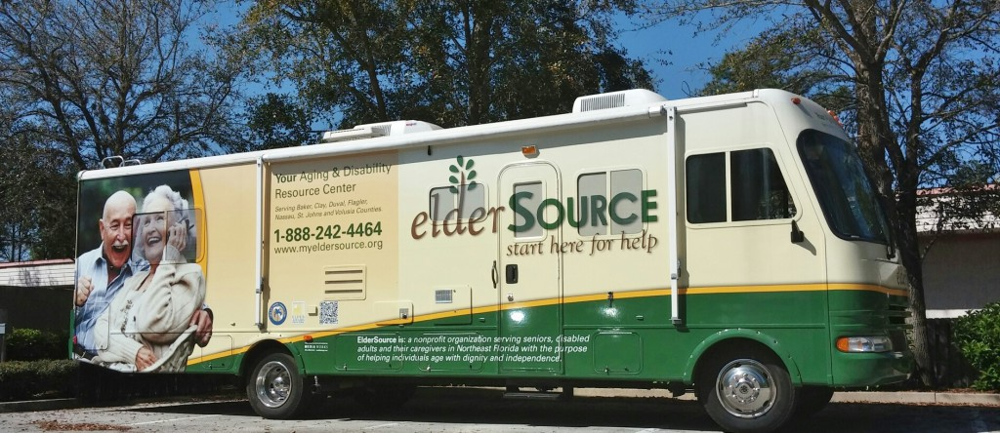 Your Aging & Disability
Resource Center
Serving Baker, Clay, Duval, Flagler,
Nassau, St. Johns and Volusia Counties
1-888-242-4464
www.myeldersource.org
elderSource
start here for help
ElderSource is: a nonprofit organization serving seniors, disabled
adults and their caregivers in Northeast Florida with the purpose
of helping individuals age with dignity and independence.